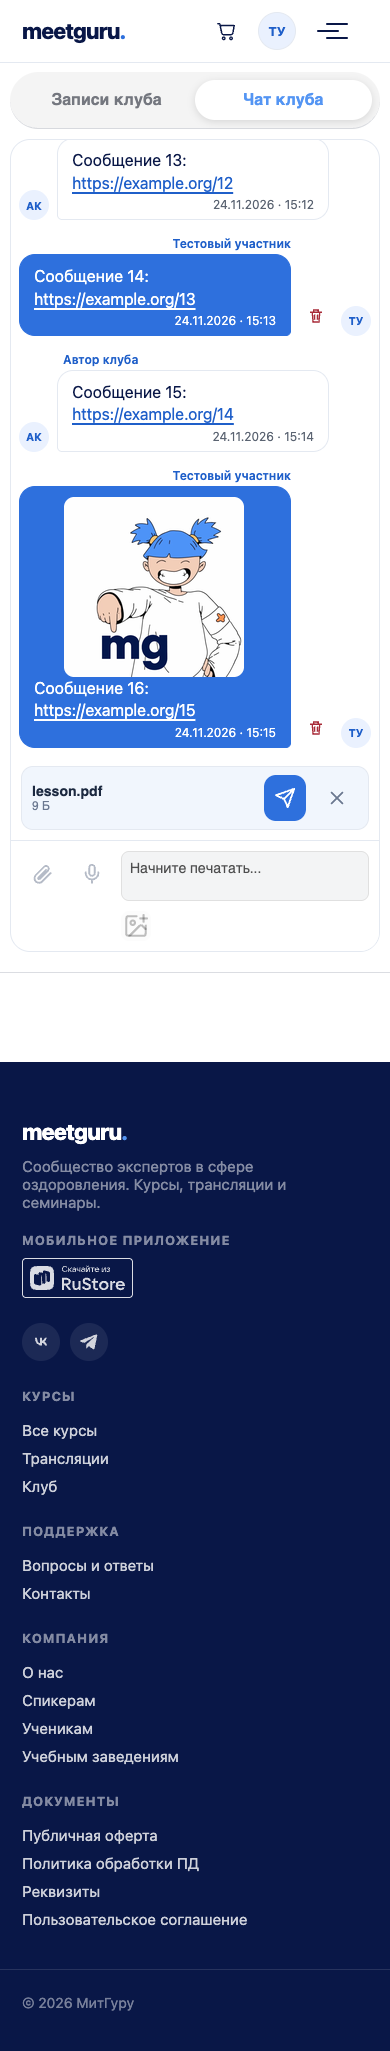 meetguru.
ТУ
Записи клуба
Чат клуба
Сообщение 13:
https://example.org/12
24.11.2026 · 15:12
АК
Тестовый участник
Сообщение 14:
https://example.org/13
24.11.2026 · 15:13
ТУ
Автор клуба
Сообщение 15:
https://example.org/14
24.11.2026 · 15:14
АК
Тестовый участник
mg
Сообщение 16:
https://example.org/15
24.11.2026 · 15:15
ТУ
lesson.pdf
9 Б
Начните печатать...
meetguru.
Сообщество экспертов в сфере
оздоровления. Курсы, трансляции и
семинары.
МОБИЛЬНОЕ ПРИЛОЖЕНИЕ
Скачайте из
RuStore
КУРСЫ
Все курсы
Трансляции
Клуб
ПОДДЕРЖКА
Вопросы и ответы
Контакты
КОМПАНИЯ
О нас
Спикерам
Ученикам
Учебным заведениям
ДОКУМЕНТЫ
Публичная оферта
Политика обработки ПД
Реквизиты
Пользовательское соглашение
© 2026 МитГуру